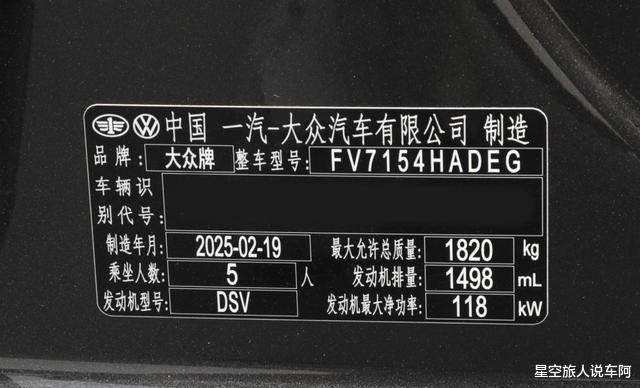 中国 一汽-大众汽车有限公司 制造
品牌: 大众牌 整车型号: FV7154HADEG
车辆识
别代号:
制造年月: 2025-02-19 最大允许总质量: 1820 kg
乘坐人数: 5 人 发动机排量: 1498 mL
发动机型号: DSV 发动机最大净功率: 118 kW
星空旅人说车阿